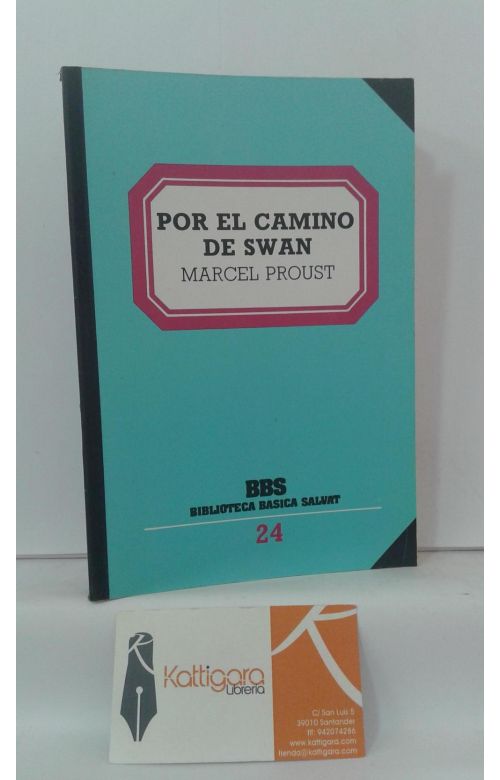 POR EL CAMINO
DE SWAN
MARCEL PROUST
BBS
BIBLIOTECA BASICA SALVAT
24
Kattigara
Librería
C/ San Luis 5
39010 Santander
tlf: 942074286
www.kattigara.com
tienda@kattigara.com